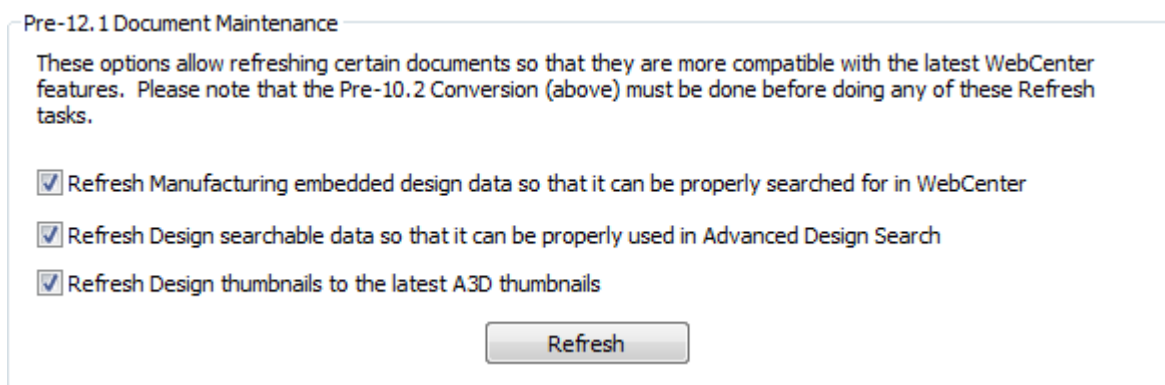 Pre-12.1 Document Maintenance
These options allow refreshing certain documents so that they are more compatible with the latest WebCenter
features.  Please note that the Pre-10.2 Conversion (above) must be done before doing any of these Refresh
tasks.
Refresh Manufacturing embedded design data so that it can be properly searched for in WebCenter
Refresh Design searchable data so that it can be properly used in Advanced Design Search
Refresh Design thumbnails to the latest A3D thumbnails
Refresh